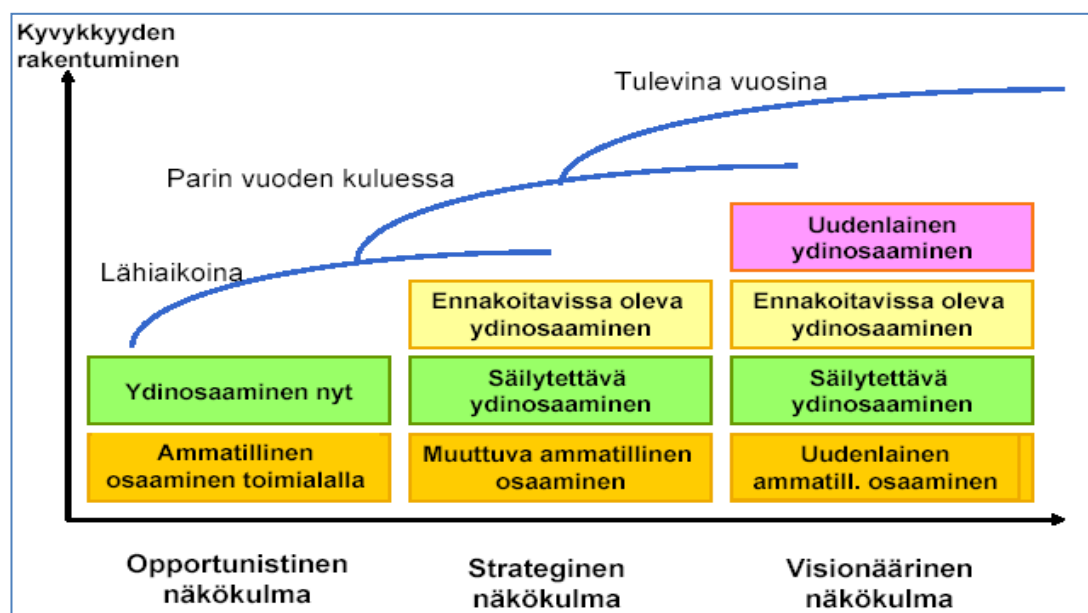 Kyvykkyyden
rakentuminen
Tulevina vuosina
Parin vuoden kuluessa
Lähiaikoina
Uudenlainen
ydinosaaminen
Ennakoitavissa oleva
ydinosaaminen
Ennakoitavissa oleva
ydinosaaminen
Ydinosaaminen nyt
Säilytettävä
ydinosaaminen
Säilytettävä
ydinosaaminen
Ammatillinen
osaaminen toimialalla
Muuttuva ammatillinen
osaaminen
Uudenlainen
ammatill. osaaminen
Opportunistinen
näkökulma
Strateginen
näkökulma
Visionäärinen
näkökulma